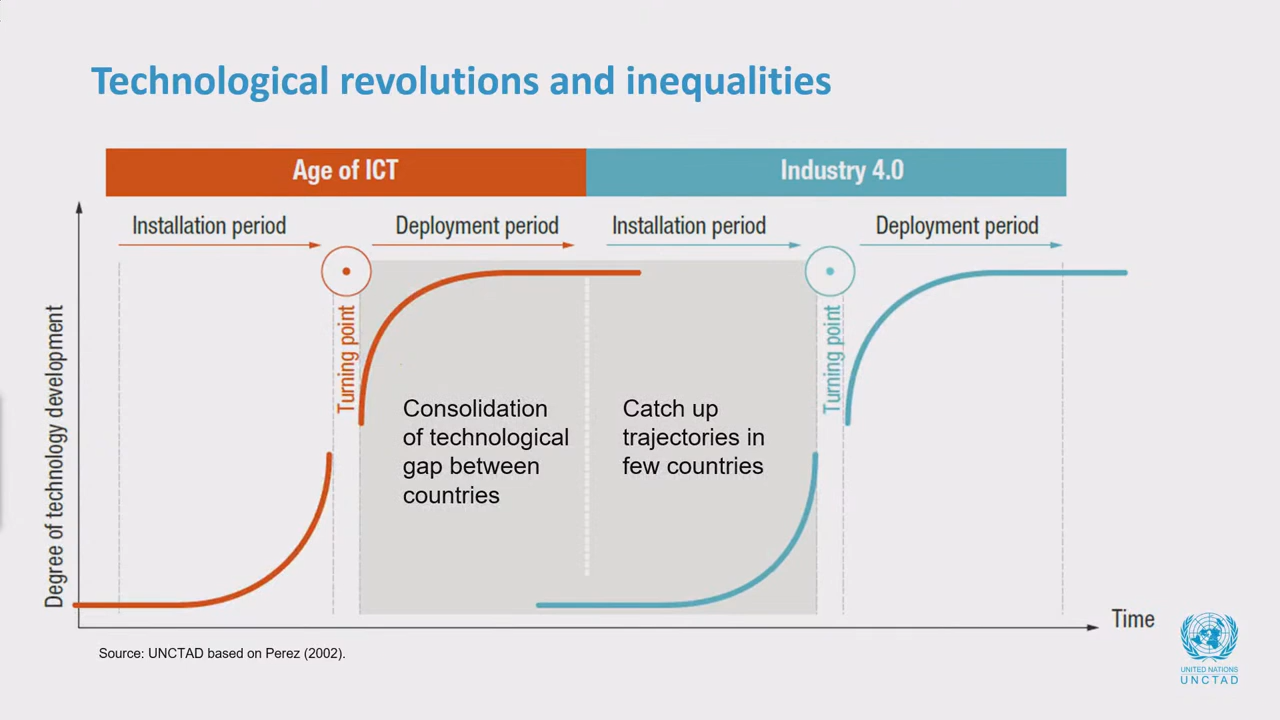 Technological revolutions and inequalities
Age of ICT
Industry 4.0
Installation period
Deployment period
Installation period
Deployment period
Turning point
Turning point
Degree of technology development
Consolidation
of technological
gap between
countries
Catch up
trajectories in
few countries
Time
Source: UNCTAD based on Perez (2002).
UNITED NATIONS
UNCTAD